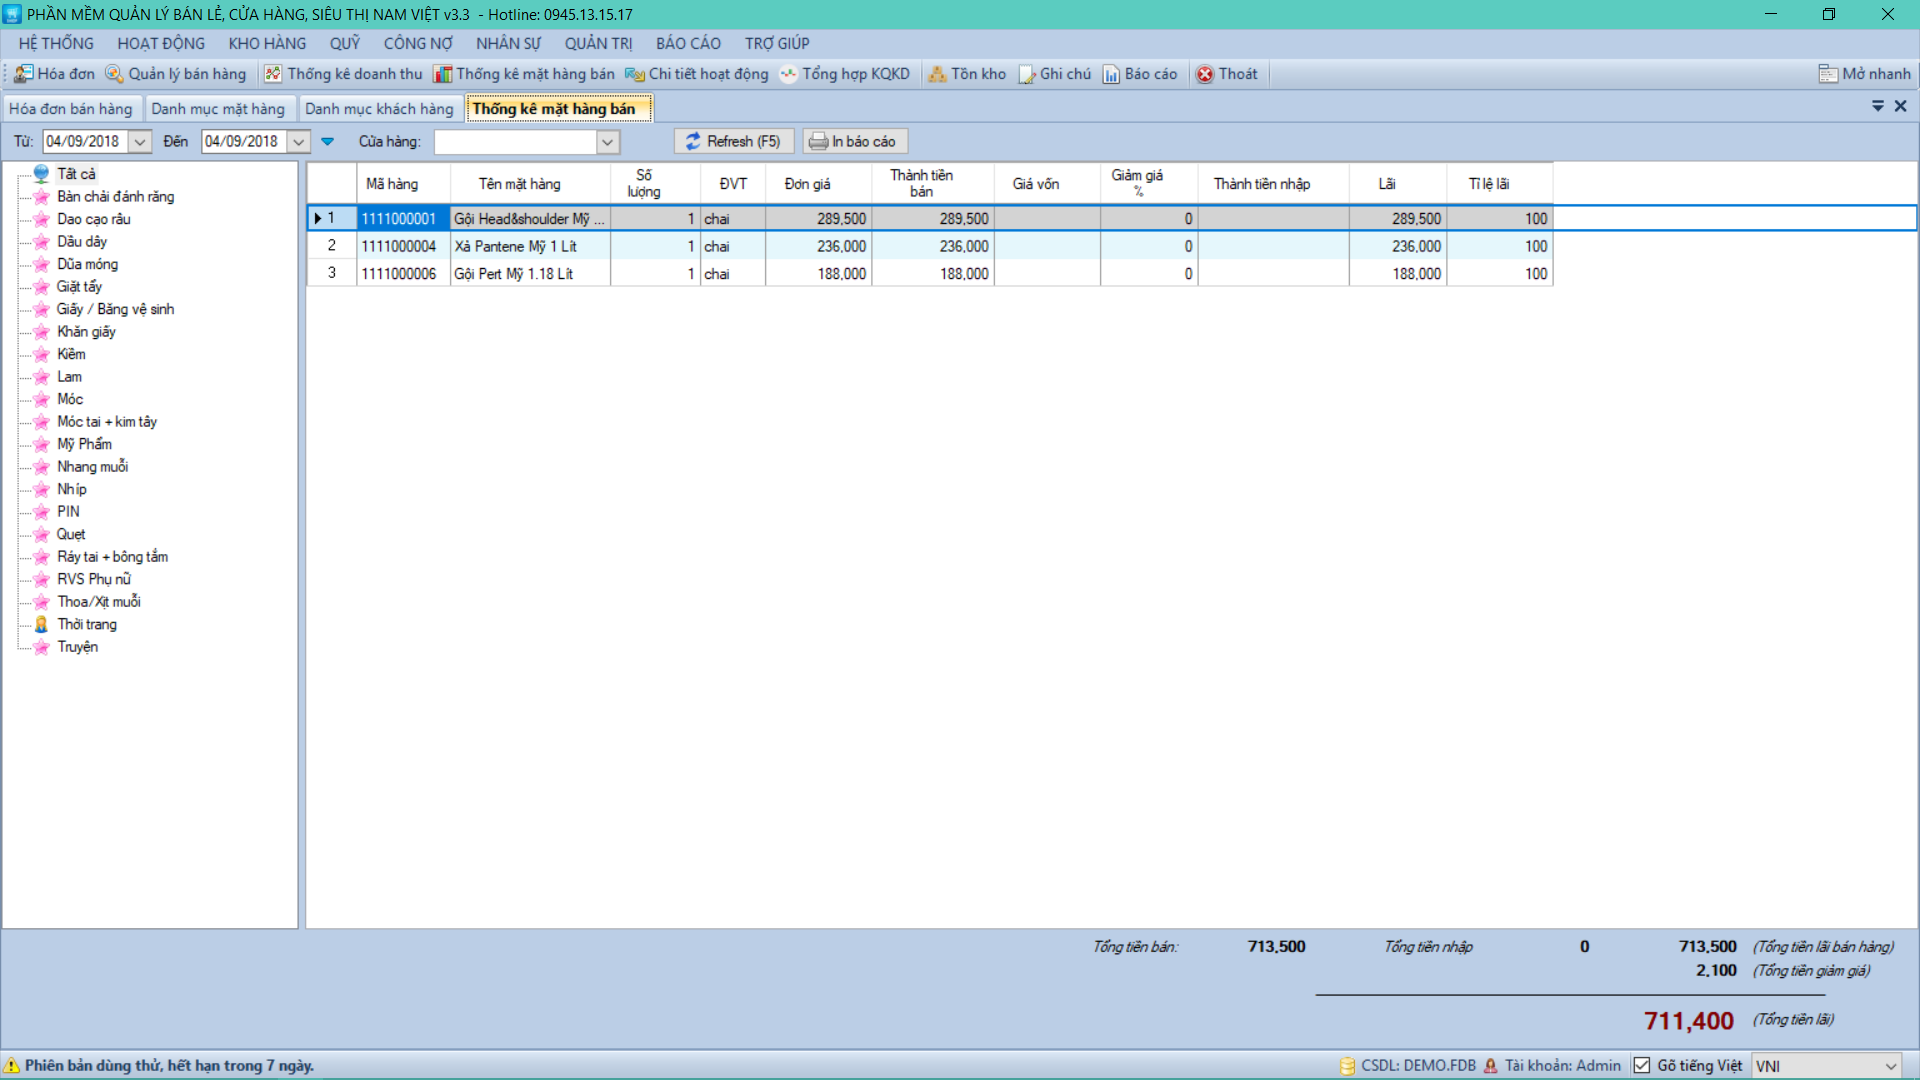 PHẦN MỀM QUẢN LÝ BÁN LẺ, CỬA HÀNG, SIÊU THỊ NAM VIỆT v3.3 - Hotline: 0945.13.15.17
HỆ THỐNG HOẠT ĐỘNG KHO HÀNG QUỸ CÔNG NỢ NHÂN SỰ QUẢN TRỊ BÁO CÁO TRỢ GIÚP
Hóa đơn Quản lý bán hàng Thống kê doanh thu Thống kê mặt hàng bán Chi tiết hoạt động Tổng hợp KQKD Tồn kho Ghi chú Báo cáo Thoát Mở nhanh
Hóa đơn bán hàng Danh mục mặt hàng Danh mục khách hàng Thống kê mặt hàng bán
Từ: 04/09/2018 Đến 04/09/2018 Cửa hàng: Refresh (F5) In báo cáo
Tất cả
Bàn chải đánh răng
Dao cạo râu
Dầu dây
Dũa móng
Giặt tẩy
Giấy / Băng vệ sinh
Khăn giấy
Kiềm
Lam
Móc
Móc tai + kim tây
Mỹ Phẩm
Nhang muỗi
Nhíp
PIN
Quẹt
Ráy tai + bông tắm
RVS Phụ nữ
Thoa/Xịt muỗi
Thời trang
Truyện
Mã hàng Tên mặt hàng Số lượng ĐVT Đơn giá Thành tiền bán Giá vốn Giảm giá % Thành tiền nhập Lãi Tỉ lệ lãi
1 1111000001 Gội Head&shoulder Mỹ ... 1 chai 289,500 289,500 0 289,500 100
2 1111000004 Xả Pantene Mỹ 1 Lít 1 chai 236,000 236,000 0 236,000 100
3 1111000006 Gội Pert Mỹ 1.18 Lít 1 chai 188,000 188,000 0 188,000 100
Tổng tiền bán: 713,500 Tổng tiền nhập 0 713,500 (Tổng tiền lãi bán hàng)
2,100 (Tổng tiền giảm giá)
711,400 (Tổng tiền lãi)
Phiên bản dùng thử, hết hạn trong 7 ngày. CSDL: DEMO.FDB Tài khoản: Admin Gõ tiếng Việt VNI